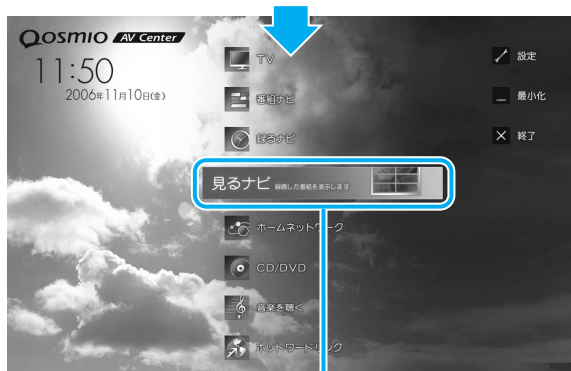 Qosmio AV Center
11:50
2006年11月10日(金)
TV
番組ナビ
録るナビ
見るナビ 録画した番組を表示します
ホームネットワーク
CD/DVD
音楽を聴く
ホットワードリンク
設定
最小化
終了